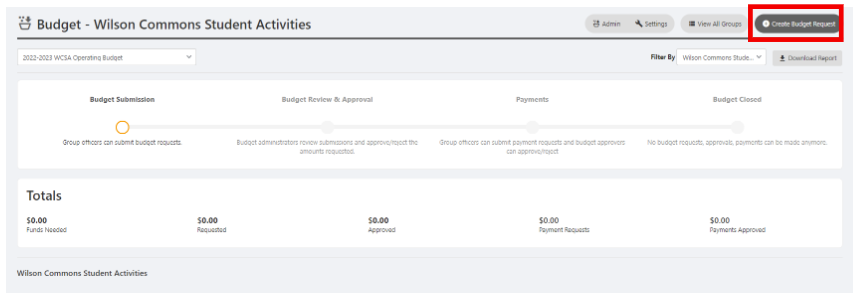 Budget - Wilson Commons Student Activities
Admin
Settings
View All Groups
Create Budget Request
2022-2023 WCSA Operating Budget
Filter By
Wilson Commons Stude...
Download Report
Budget Submission
Budget Review & Approval
Payments
Budget Closed
Group officers can submit budget requests.
Budget administrators review submissions and approve/reject the
amounts requested.
Group officers can submit payment requests and budget approvers
can approve/reject
No budget requests, approvals, payments can be made anymore.
Totals
$0.00
Funds Needed
$0.00
Requested
$0.00
Approved
$0.00
Payment Requests
$0.00
Payments Approved
Wilson Commons Student Activities